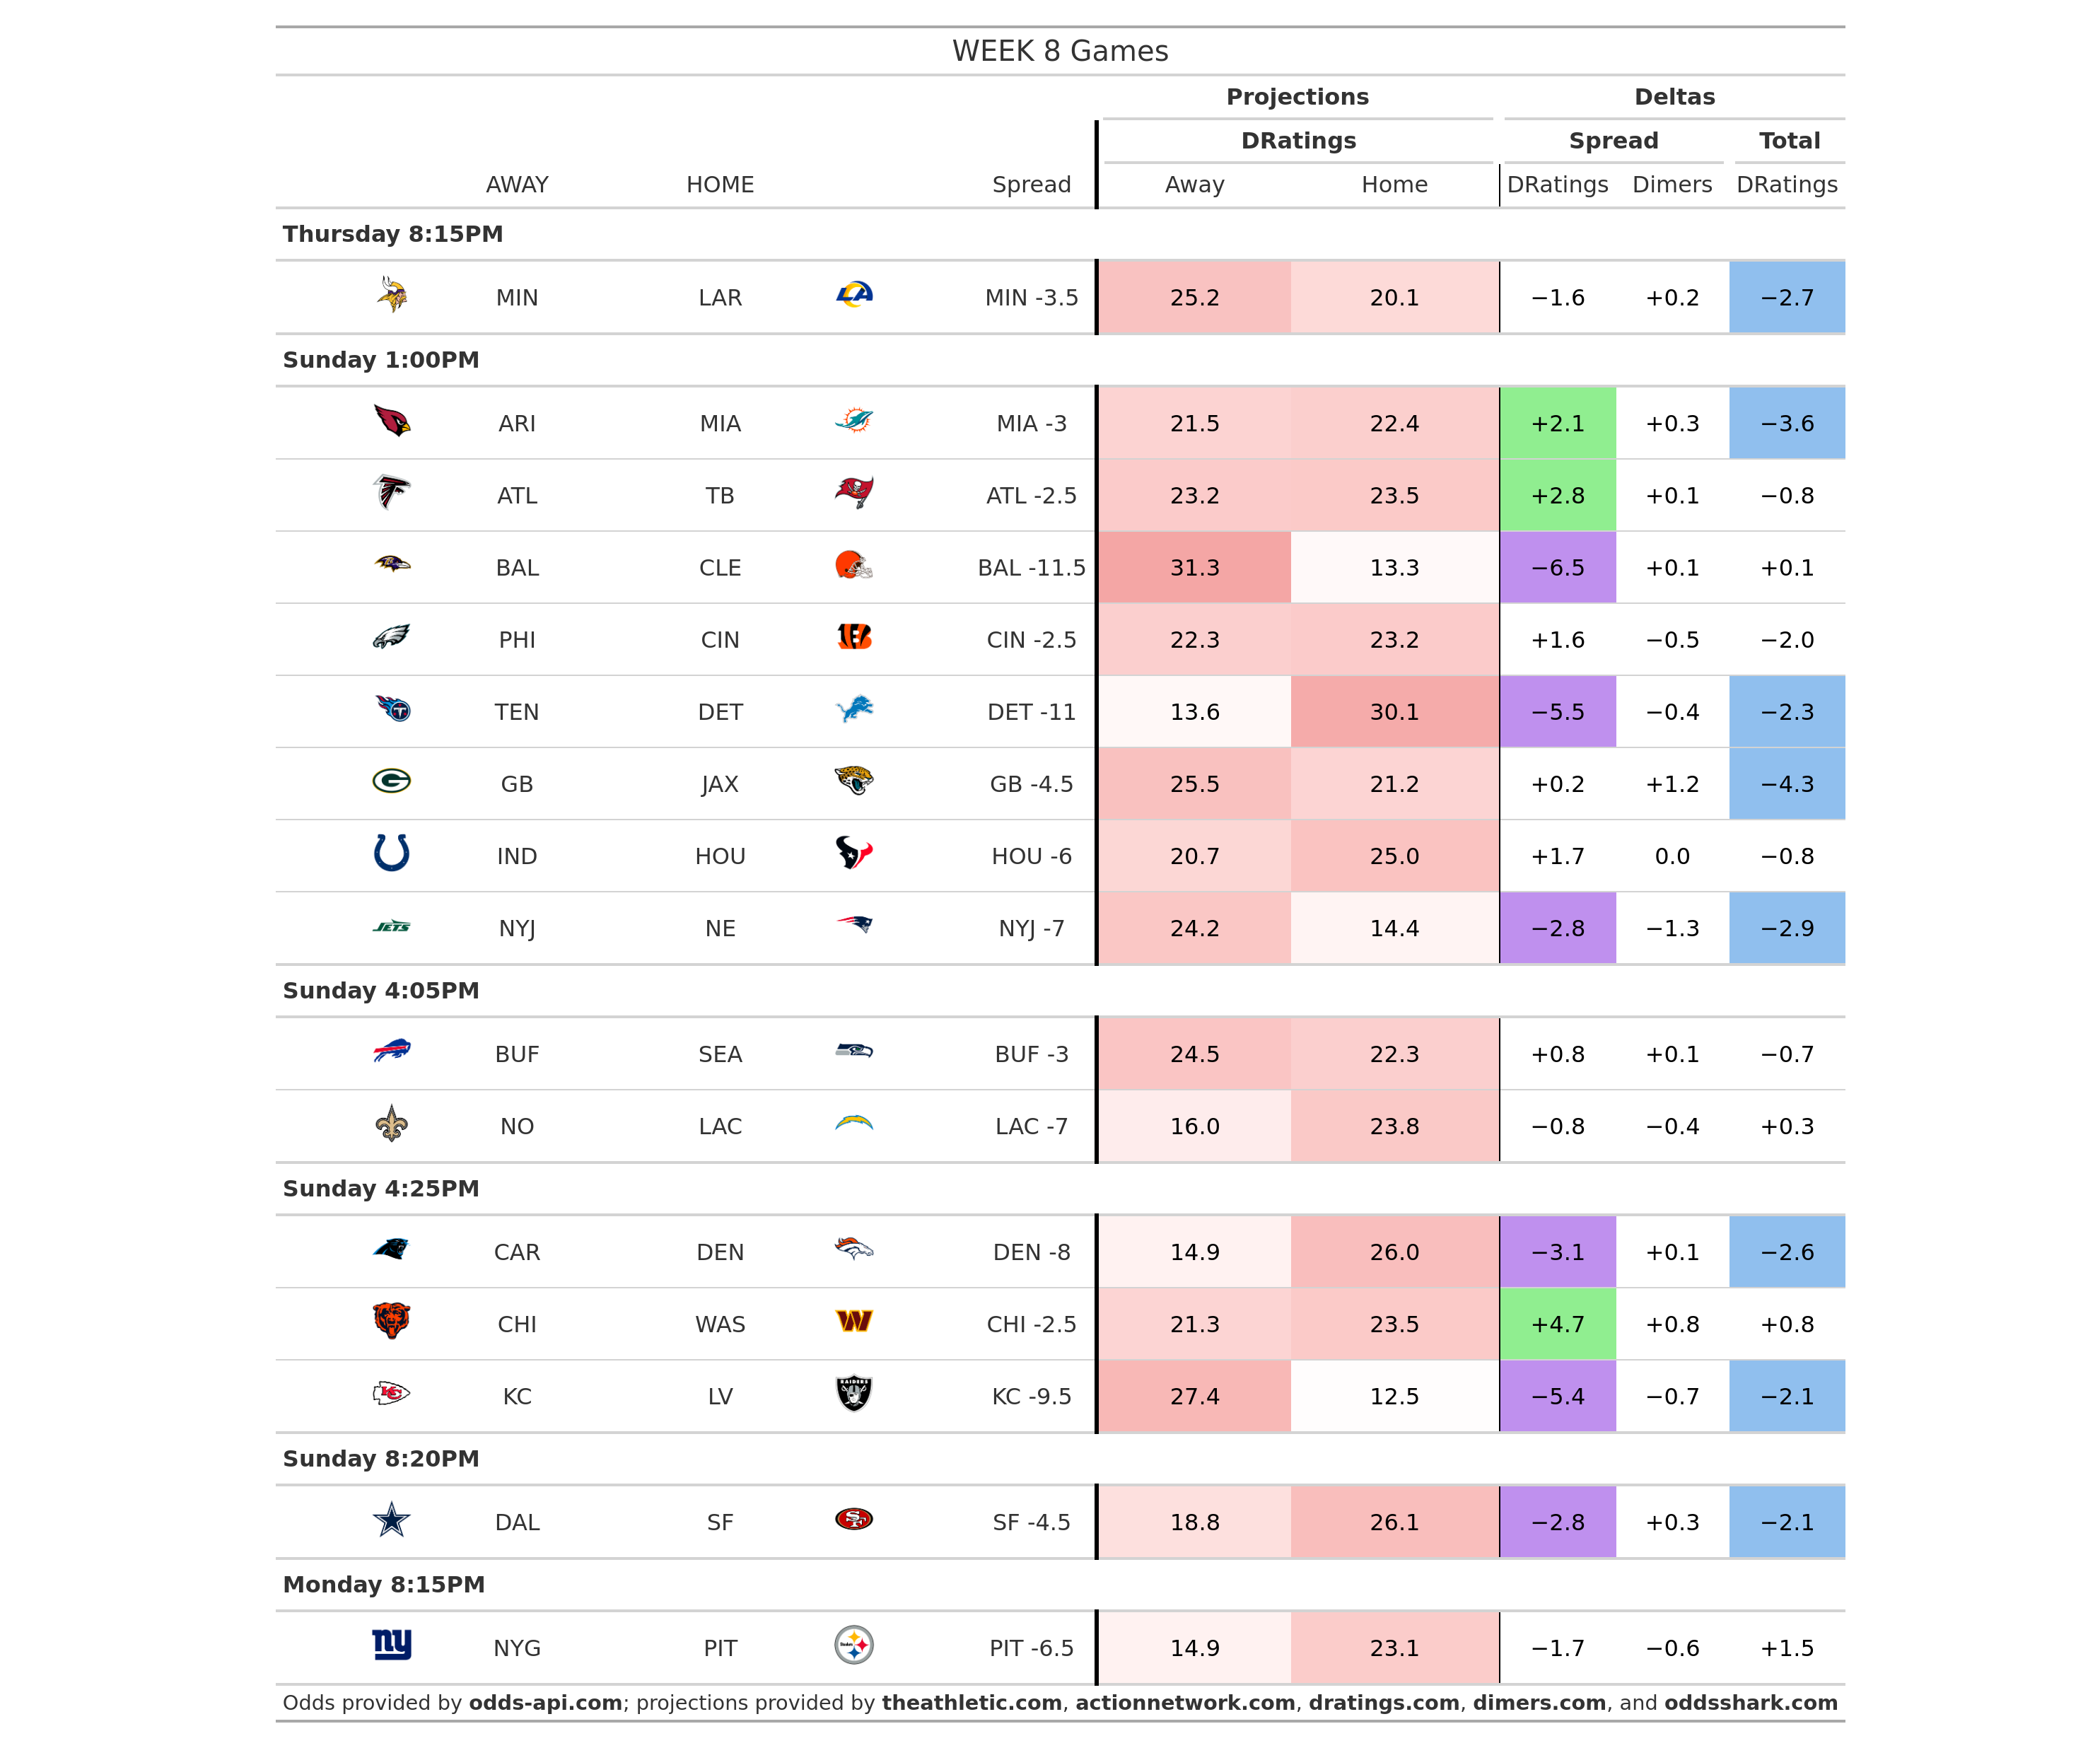 WEEK 8 Games
Projections Deltas
DRatings Spread Total
AWAY HOME Spread Away Home DRatings Dimers DRatings
Thursday 8:15PM
MIN LAR MIN -3.5 25.2 20.1 −1.6 +0.2 −2.7
Sunday 1:00PM
ARI MIA MIA -3 21.5 22.4 +2.1 +0.3 −3.6
ATL TB ATL -2.5 23.2 23.5 +2.8 +0.1 −0.8
BAL CLE BAL -11.5 31.3 13.3 −6.5 +0.1 +0.1
PHI CIN CIN -2.5 22.3 23.2 +1.6 −0.5 −2.0
TEN DET DET -11 13.6 30.1 −5.5 −0.4 −2.3
GB JAX GB -4.5 25.5 21.2 +0.2 +1.2 −4.3
IND HOU HOU -6 20.7 25.0 +1.7 0.0 −0.8
JETS NYJ NE NYJ -7 24.2 14.4 −2.8 −1.3 −2.9
Sunday 4:05PM
BUF SEA BUF -3 24.5 22.3 +0.8 +0.1 −0.7
NO LAC LAC -7 16.0 23.8 −0.8 −0.4 +0.3
Sunday 4:25PM
CAR DEN DEN -8 14.9 26.0 −3.1 +0.1 −2.6
CHI WAS CHI -2.5 21.3 23.5 +4.7 +0.8 +0.8
KC KC LV RAIDERS KC -9.5 27.4 12.5 −5.4 −0.7 −2.1
Sunday 8:20PM
DAL SF SF SF -4.5 18.8 26.1 −2.8 +0.3 −2.1
Monday 8:15PM
ny NYG PIT Steelers PIT -6.5 14.9 23.1 −1.7 −0.6 +1.5
Odds provided by odds-api.com; projections provided by theathletic.com, actionnetwork.com, dratings.com, dimers.com, and oddsshark.com